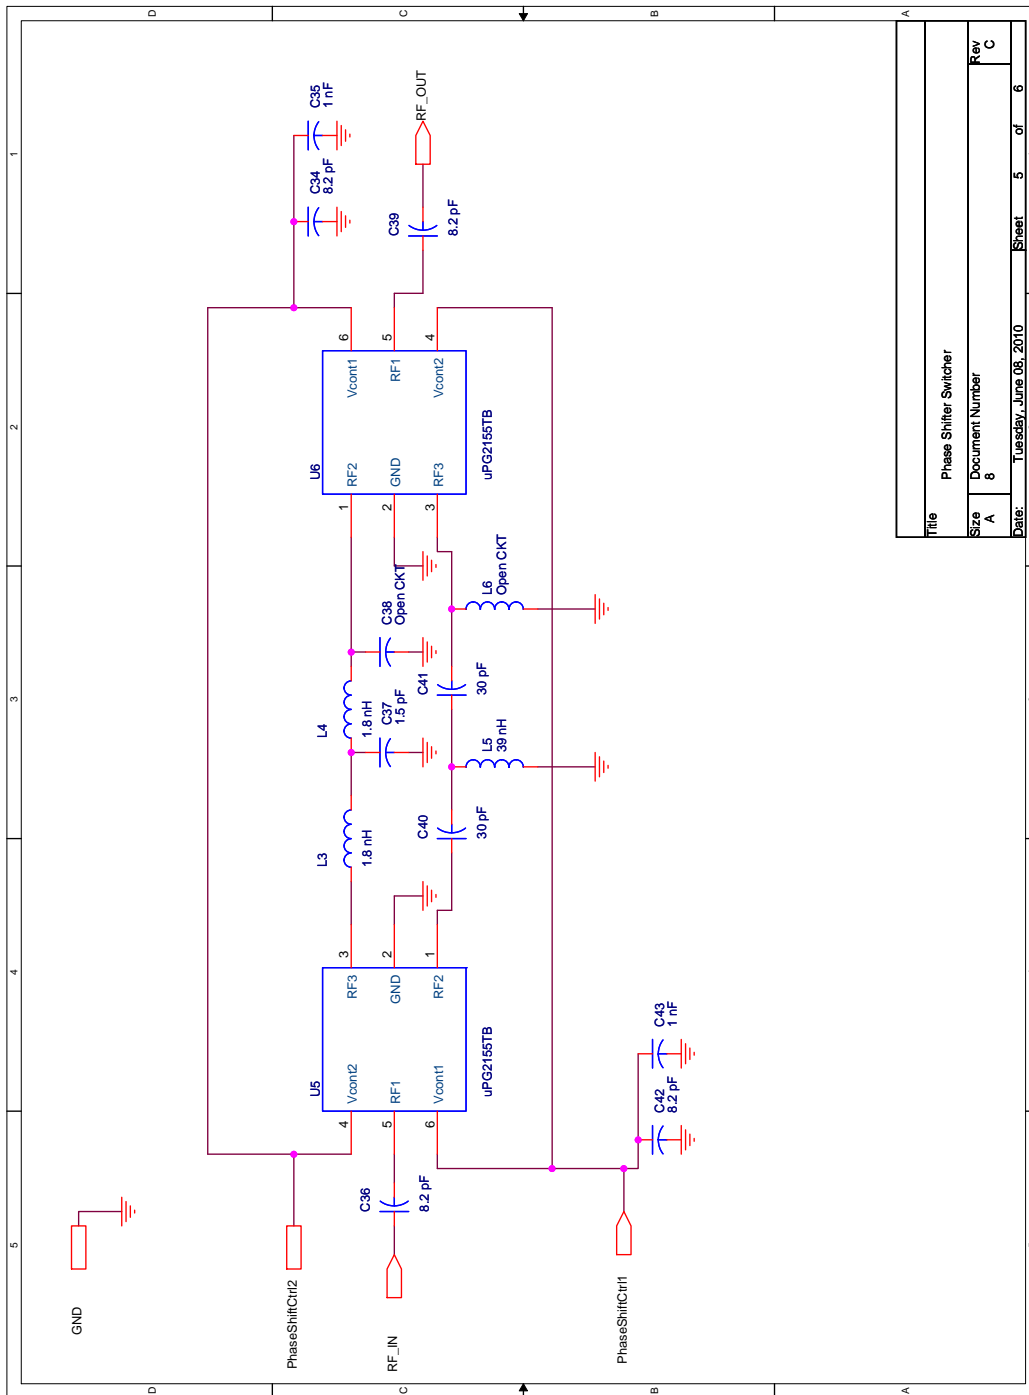 5
4
3
2
1
D
D
GND
PhaseShiftCtrl2
C34
8.2 pF
C35
1 nF
U5
Vcont2
RF3
4
3
RF1
GND
5
2
Vcont1
RF2
6
1
uPG2155TB
L3
1.8 nH
L4
1.8 nH
C37
1.5 pF
C38
Open CKT
U6
RF2
Vcont1
1
6
GND
RF1
2
5
RF3
Vcont2
3
4
uPG2155TB
C
C
RF_IN
C36
8.2 pF
C39
8.2 pF
RF_OUT
C40
30 pF
C41
30 pF
L5
39 nH
L6
Open CKT
PhaseShiftCtrl1
C42
8.2 pF
C43
1 nF
B
B
A
A
Title
Phase Shifter Switcher
Size
Document Number
Rev
A
8
C
Date:
Tuesday, June 08, 2010
Sheet
5
of
6